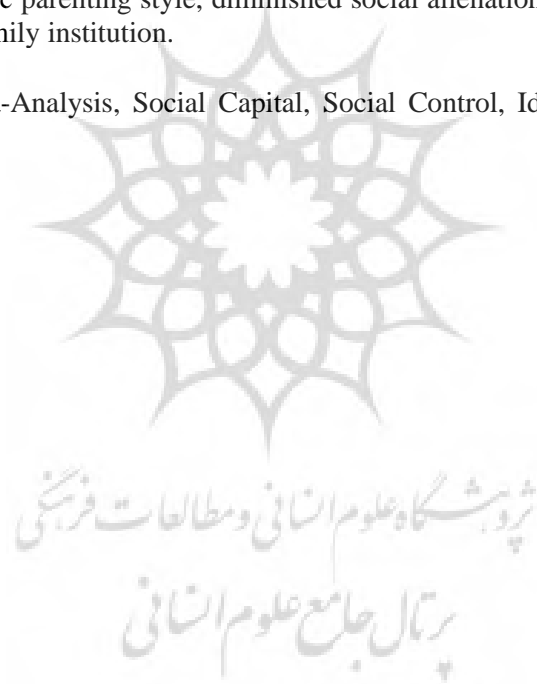 c parenting style, diminished social alienation
nily institution.
-Analysis, Social Capital, Social Control, Id
پژوهشگاه علوم انسانی و مطالعات فرهنگی
پرتال جامع علوم انسانی